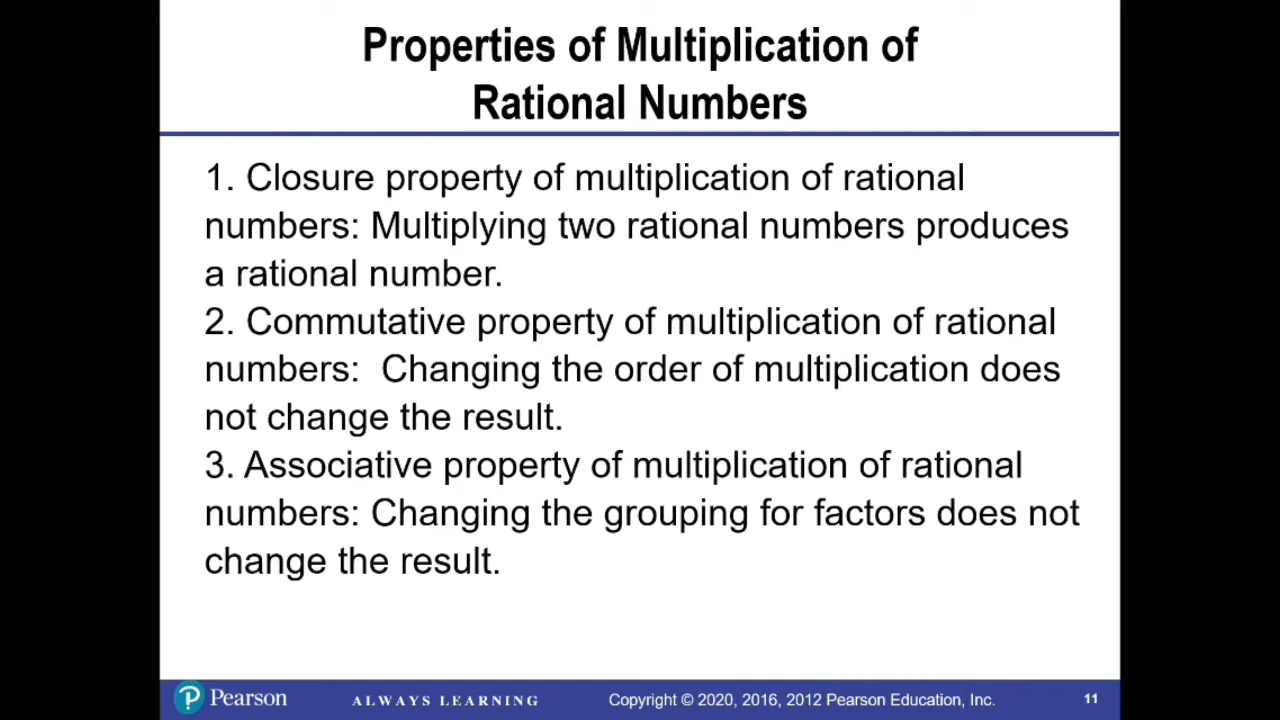 Properties of Multiplication of
Rational Numbers
1. Closure property of multiplication of rational
numbers: Multiplying two rational numbers produces
a rational number.
2. Commutative property of multiplication of rational
numbers:  Changing the order of multiplication does
not change the result.
3. Associative property of multiplication of rational
numbers: Changing the grouping for factors does not
change the result.
P Pearson ALWAYS LEARNING Copyright © 2020, 2016, 2012 Pearson Education, Inc. 11